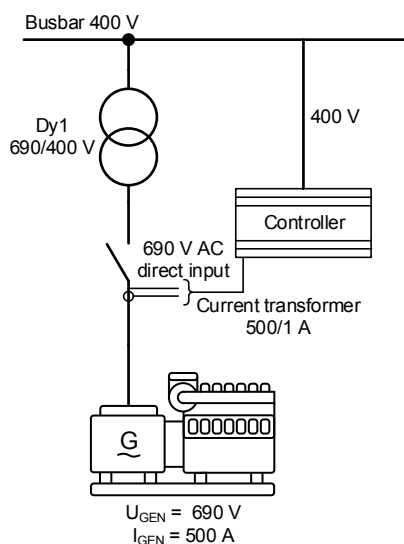 Busbar 400 V
Dy1
690/400 V
400 V
Controller
690 V AC
direct input
Current transformer
500/1 A
G
U_GEN = 690 V
I_GEN = 500 A